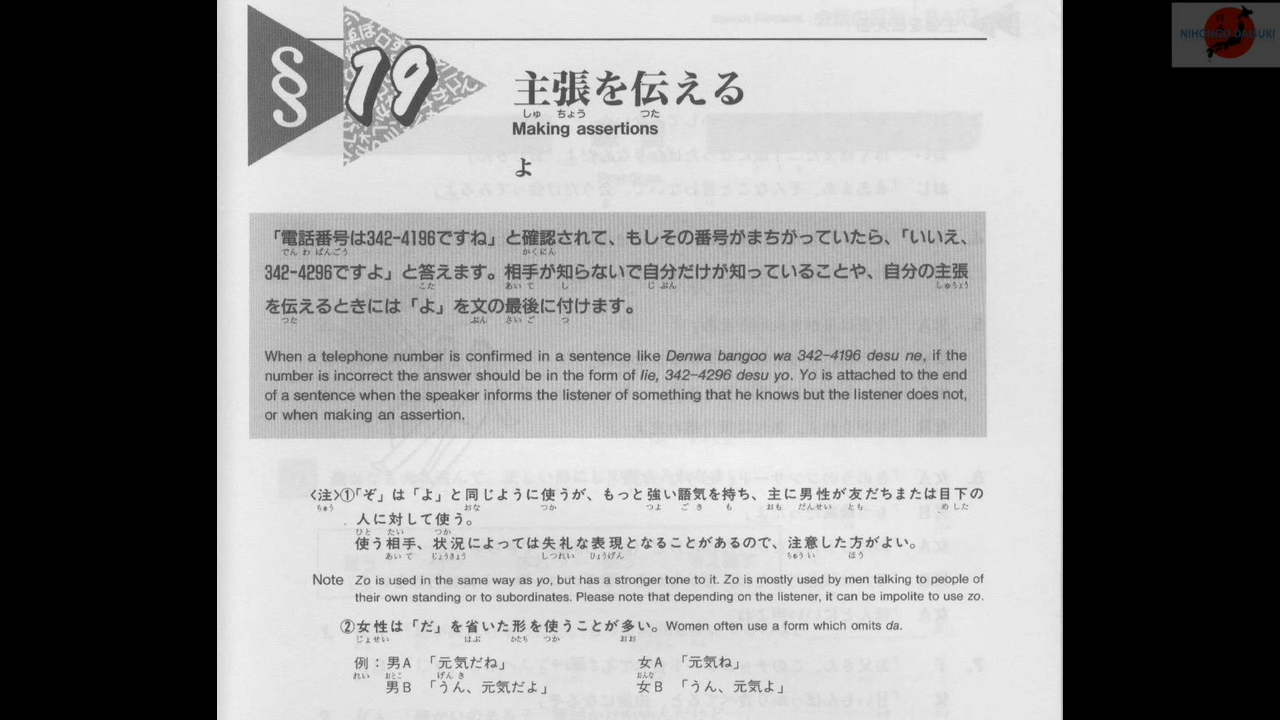 NIHONGO DAISUKI
§ 19
主張を伝える
しゅ ちょう つた
Making assertions
よ
「電話番号は342-4196ですね」と確認されて、もしその番号がまちがっていたら、「いいえ、
でん わ ばんごう かくにん
342-4296ですよ」と答えます。相手が知らないで自分だけが知っていることや、自分の主張
こた あい て し じ ぶん しゅちょう
を伝えるときには「よ」を文の最後に付けます。
つた ぶん さい ご つ
When a telephone number is confirmed in a sentence like Denwa bangoo wa 342-4196 desu ne, if the
number is incorrect the answer should be in the form of Iie, 342-4296 desu yo. Yo is attached to the end
of a sentence when the speaker informs the listener of something that he knows but the listener does not,
or when making an assertion.
〈注〉①「ぞ」は「よ」と同じように使うが、もっと強い語気を持ち、主に男性が友だちまたは目下の
ちゅう おな つか つよ ご き も おも だんせい とも め した
人に対して使う。
ひと たい つか
使う相手、状況によっては失礼な表現となることがあるので、注意した方がよい。
あい て じょうきょう しつれい ひょうげん ちゅう い ほう
Note Zo is used in the same way as yo, but has a stronger tone to it. Zo is mostly used by men talking to people of
their own standing or to subordinates. Please note that depending on the listener, it can be impolite to use zo.
②女性は「だ」を省いた形を使うことが多い。Women often use a form which omits da.
じょせい はぶ かたち つか おお
例：男A 「元気だね」 女A 「元気ね」
れい おとこ げん き おんな
男B 「うん、元気だよ」 女B 「うん、元気よ」